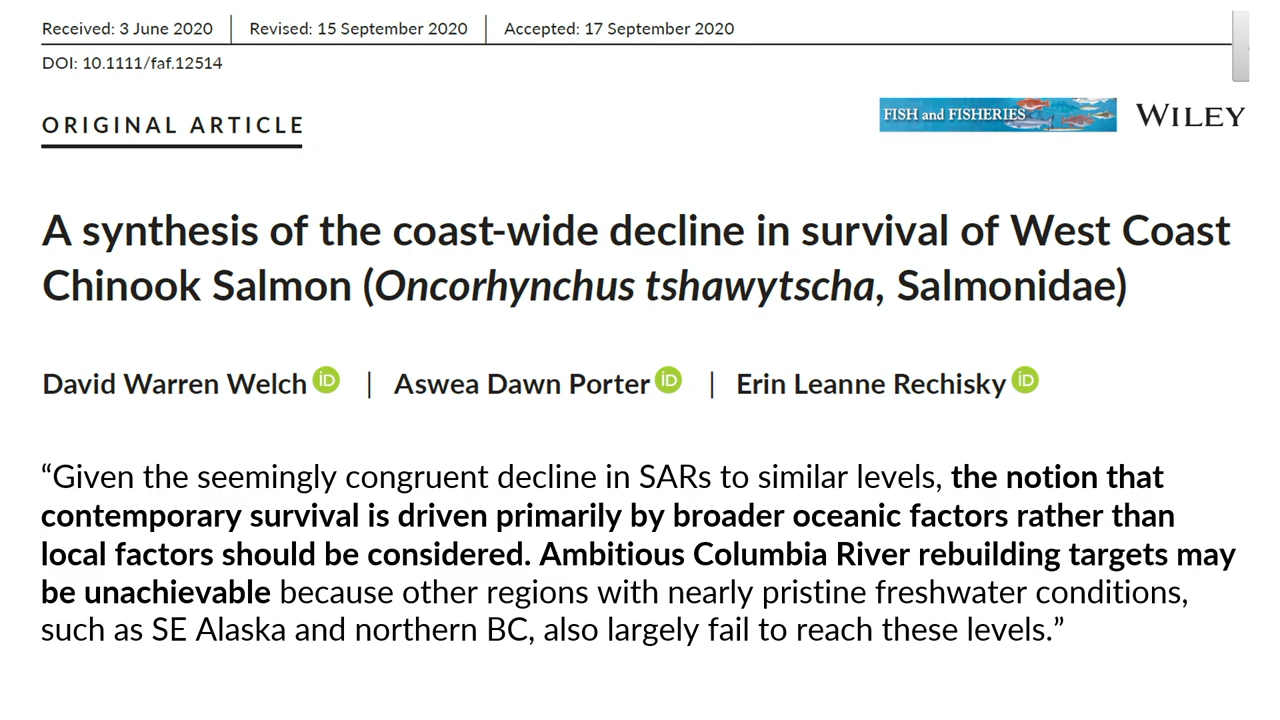 Received: 3 June 2020 | Revised: 15 September 2020 | Accepted: 17 September 2020
DOI: 10.1111/faf.12514
ORIGINAL ARTICLE
FISH and FISHERIES WILEY
A synthesis of the coast-wide decline in survival of West Coast
Chinook Salmon (Oncorhynchus tshawytscha, Salmonidae)
David Warren Welch iD | Aswea Dawn Porter iD | Erin Leanne Rechisky iD
“Given the seemingly congruent decline in SARs to similar levels, the notion that
contemporary survival is driven primarily by broader oceanic factors rather than
local factors should be considered. Ambitious Columbia River rebuilding targets may
be unachievable because other regions with nearly pristine freshwater conditions,
such as SE Alaska and northern BC, also largely fail to reach these levels.”